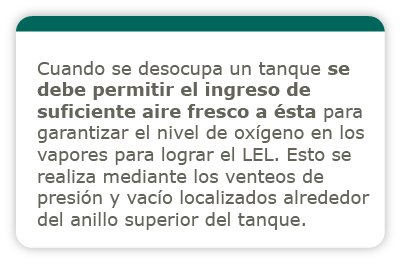 Cuando se desocupa un tanque se
debe permitir el ingreso de
suficiente aire fresco a ésta para
garantizar el nivel de oxígeno en los
vapores para lograr el LEL. Esto se
realiza mediante los venteos de
presión y vacío localizados alrededor
del anillo superior del tanque.